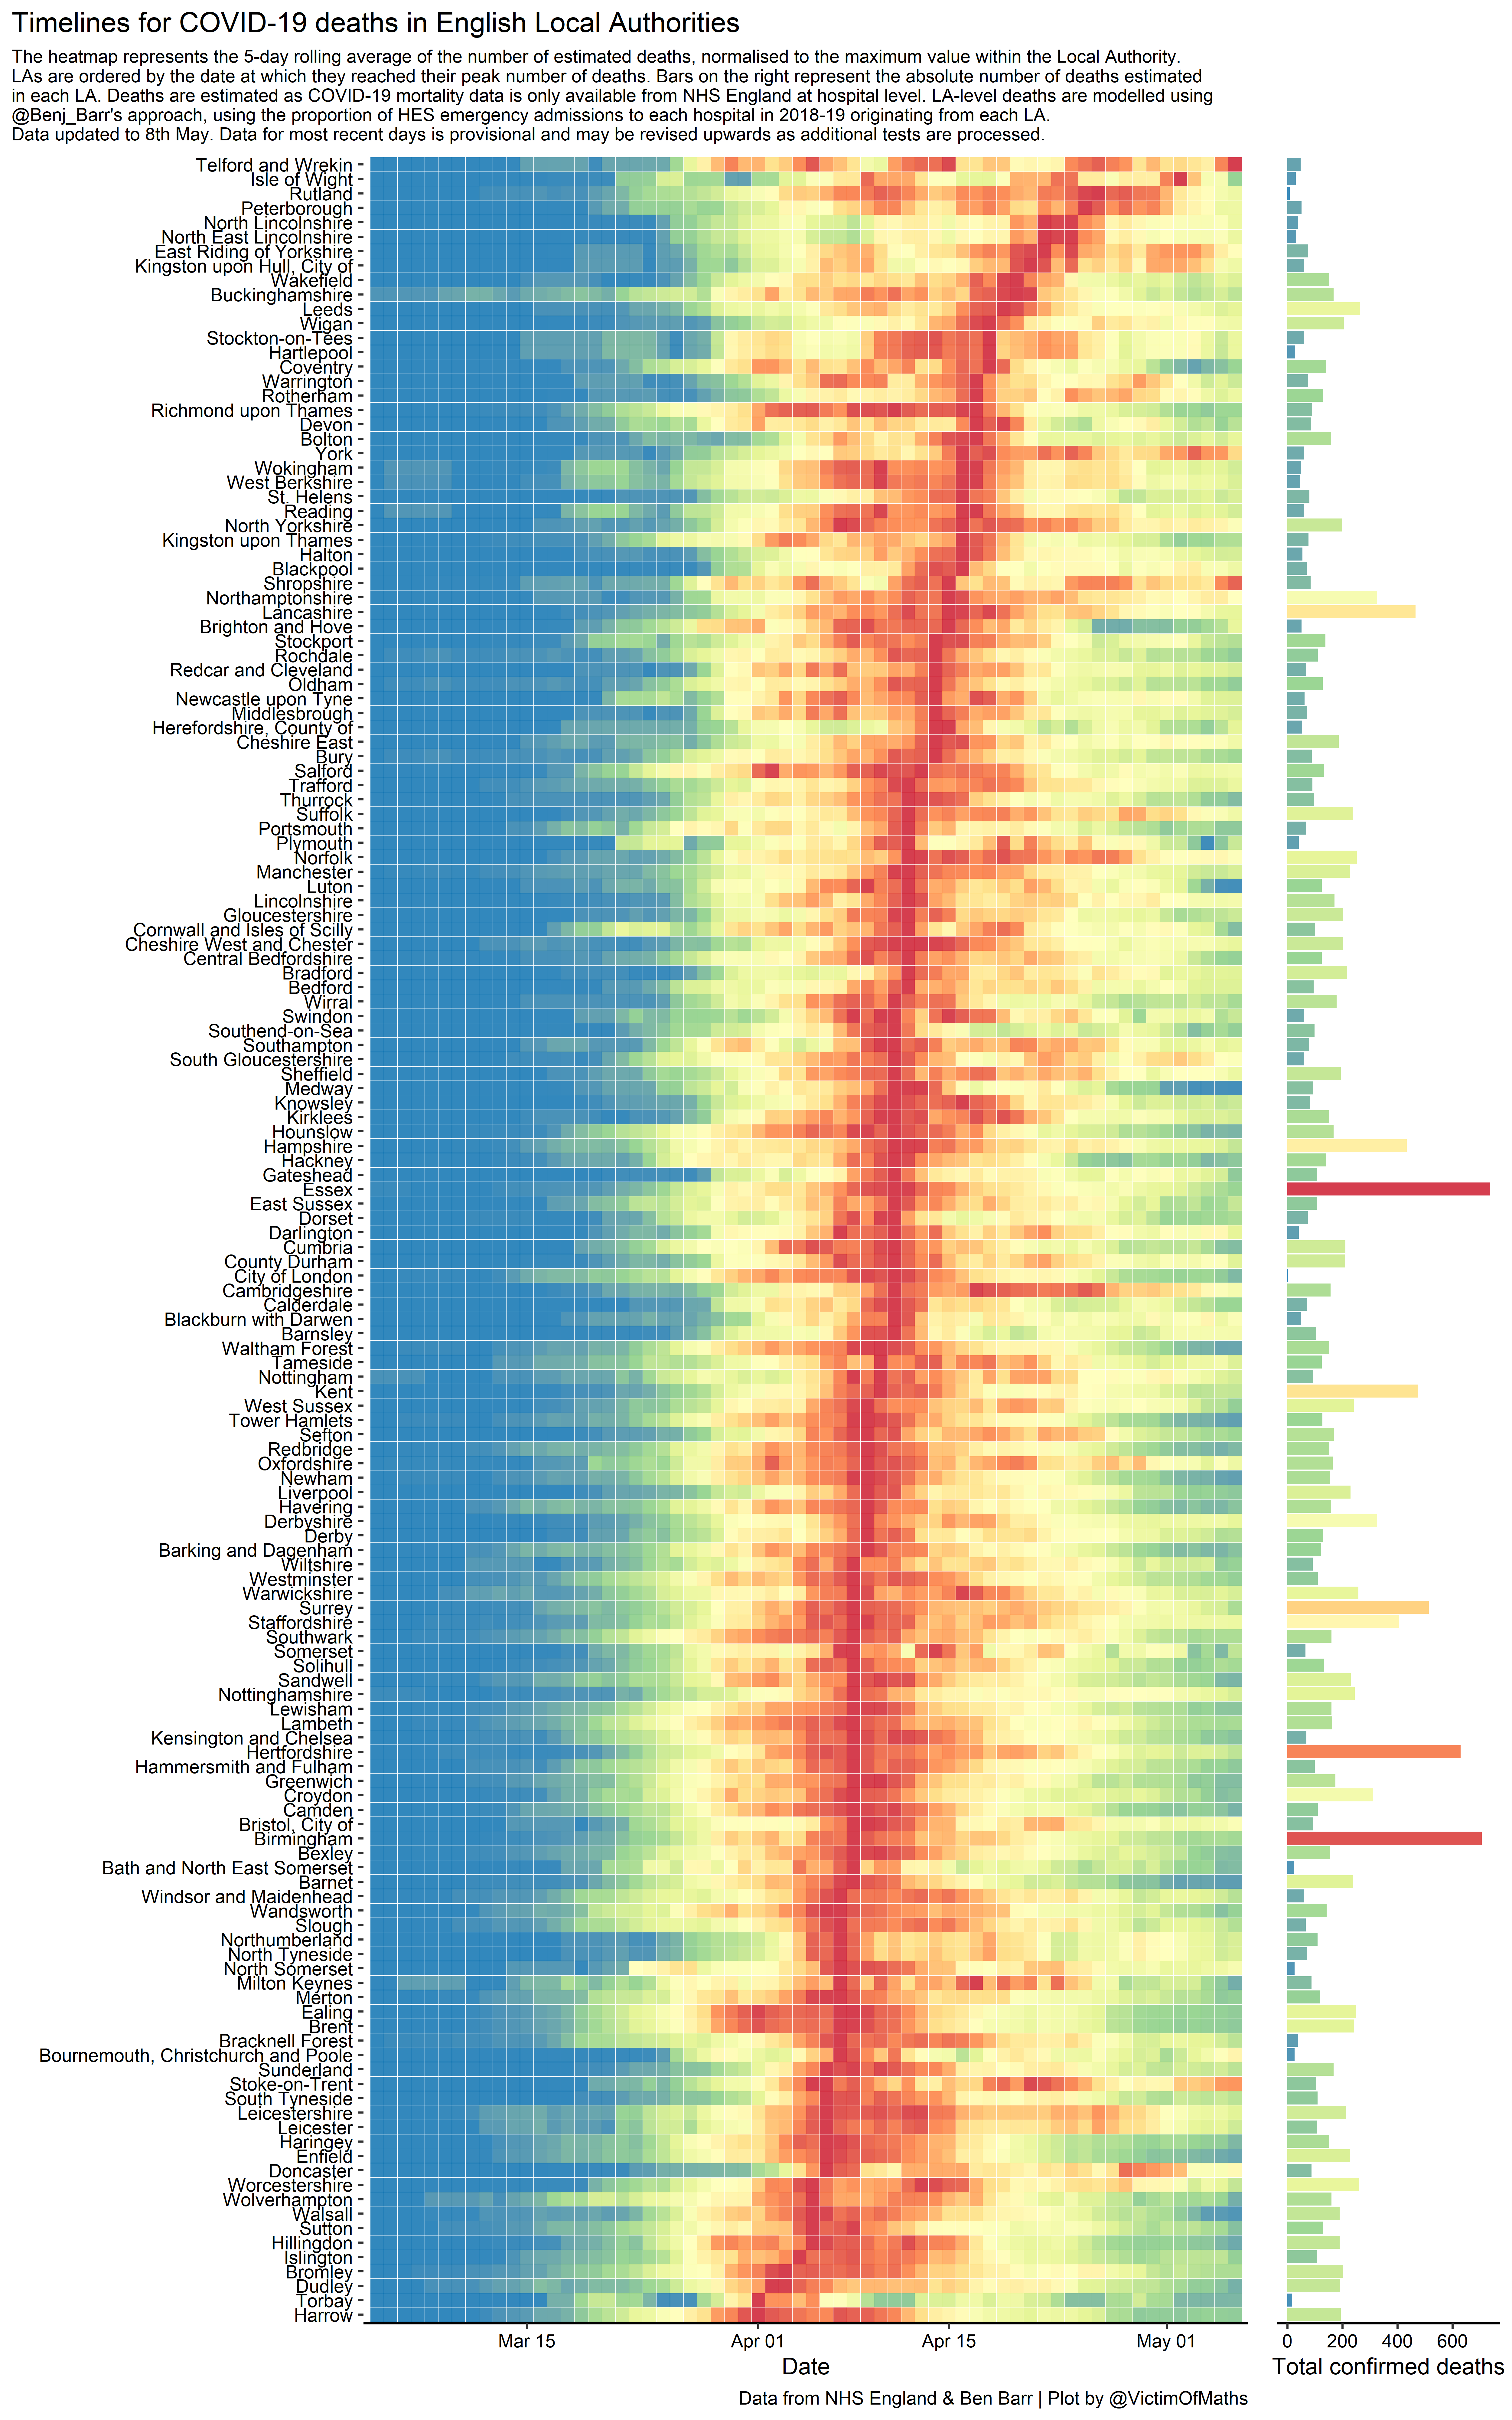 Timelines for COVID-19 deaths in English Local Authorities
The heatmap represents the 5-day rolling average of the number of estimated deaths, normalised to the maximum value within the Local Authority.
LAs are ordered by the date at which they reached their peak number of deaths. Bars on the right represent the absolute number of deaths estimated
in each LA. Deaths are estimated as COVID-19 mortality data is only available from NHS England at hospital level. LA-level deaths are modelled using
@Benj_Barr's approach, using the proportion of HES emergency admissions to each hospital in 2018-19 originating from each LA.
Data updated to 8th May. Data for most recent days is provisional and may be revised upwards as additional tests are processed.
Telford and Wrekin
Isle of Wight
Rutland
Peterborough
North Lincolnshire
North East Lincolnshire
East Riding of Yorkshire
Kingston upon Hull, City of
Wakefield
Buckinghamshire
Leeds
Wigan
Stockton-on-Tees
Hartlepool
Coventry
Warrington
Rotherham
Richmond upon Thames
Devon
Bolton
York
Wokingham
West Berkshire
St. Helens
Reading
North Yorkshire
Kingston upon Thames
Halton
Blackpool
Shropshire
Northamptonshire
Lancashire
Brighton and Hove
Stockport
Rochdale
Redcar and Cleveland
Oldham
Newcastle upon Tyne
Middlesbrough
Herefordshire, County of
Cheshire East
Bury
Salford
Trafford
Thurrock
Suffolk
Portsmouth
Plymouth
Norfolk
Manchester
Luton
Lincolnshire
Gloucestershire
Cornwall and Isles of Scilly
Cheshire West and Chester
Central Bedfordshire
Bradford
Bedford
Wirral
Swindon
Southend-on-Sea
Southampton
South Gloucestershire
Sheffield
Medway
Knowsley
Kirklees
Hounslow
Hampshire
Hackney
Gateshead
Essex
East Sussex
Dorset
Darlington
Cumbria
County Durham
City of London
Cambridgeshire
Calderdale
Blackburn with Darwen
Barnsley
Waltham Forest
Tameside
Nottingham
Kent
West Sussex
Tower Hamlets
Sefton
Redbridge
Oxfordshire
Newham
Liverpool
Havering
Derbyshire
Derby
Barking and Dagenham
Wiltshire
Westminster
Warwickshire
Surrey
Staffordshire
Southwark
Somerset
Solihull
Sandwell
Nottinghamshire
Lewisham
Lambeth
Kensington and Chelsea
Hertfordshire
Hammersmith and Fulham
Greenwich
Croydon
Camden
Bristol, City of
Birmingham
Bexley
Bath and North East Somerset
Barnet
Windsor and Maidenhead
Wandsworth
Slough
Northumberland
North Tyneside
North Somerset
Milton Keynes
Merton
Ealing
Brent
Bracknell Forest
Bournemouth, Christchurch and Poole
Sunderland
Stoke-on-Trent
South Tyneside
Leicestershire
Leicester
Haringey
Enfield
Doncaster
Worcestershire
Wolverhampton
Walsall
Sutton
Hillingdon
Islington
Bromley
Dudley
Torbay
Harrow
Mar 15 Apr 01 Apr 15 May 01
0 200 400 600
Date
Total confirmed deaths
Data from NHS England & Ben Barr | Plot by @VictimOfMaths